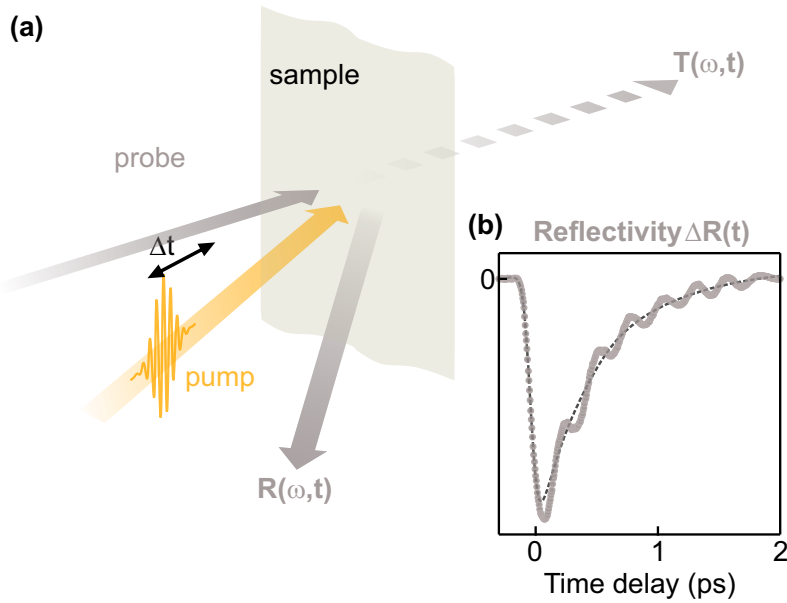 (a)
sample
T(ω,t)
probe
Δt
pump
R(ω,t)
(b)
Reflectivity ΔR(t)
0
0 1 2
Time delay (ps)